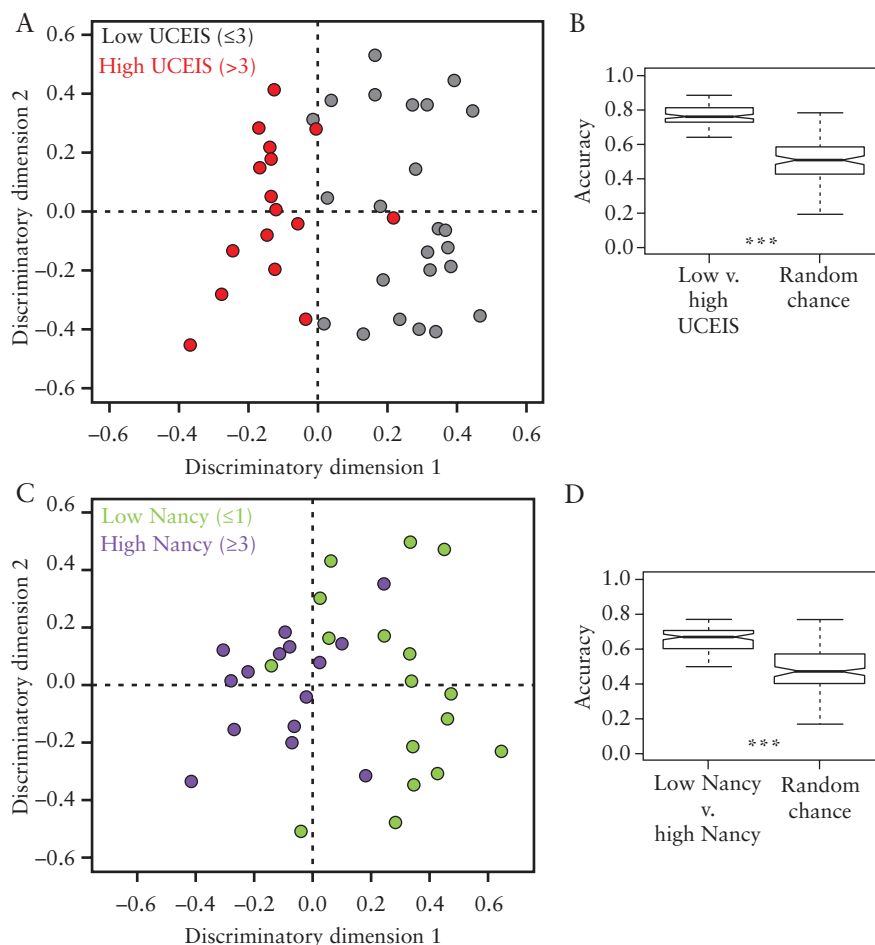 A
Low UCEIS (≤3)
High UCEIS (>3)
Discriminatory dimension 2
0.6
0.4
0.2
0.0
−0.2
−0.4
−0.6
−0.6 −0.4 −0.2 0.0 0.2 0.4 0.6
Discriminatory dimension 1
B
Accuracy
1.0
0.8
0.6
0.4
0.2
0.0
***
Low v. high UCEIS
Random chance
C
Low Nancy (≤1)
High Nancy (≥3)
Discriminatory dimension 2
0.6
0.4
0.2
0.0
−0.2
−0.4
−0.6
−0.6 −0.4 −0.2 0.0 0.2 0.4 0.6
Discriminatory dimension 1
D
Accuracy
1.0
0.8
0.6
0.4
0.2
0.0
***
Low Nancy
v.
high Nancy
Random
chance